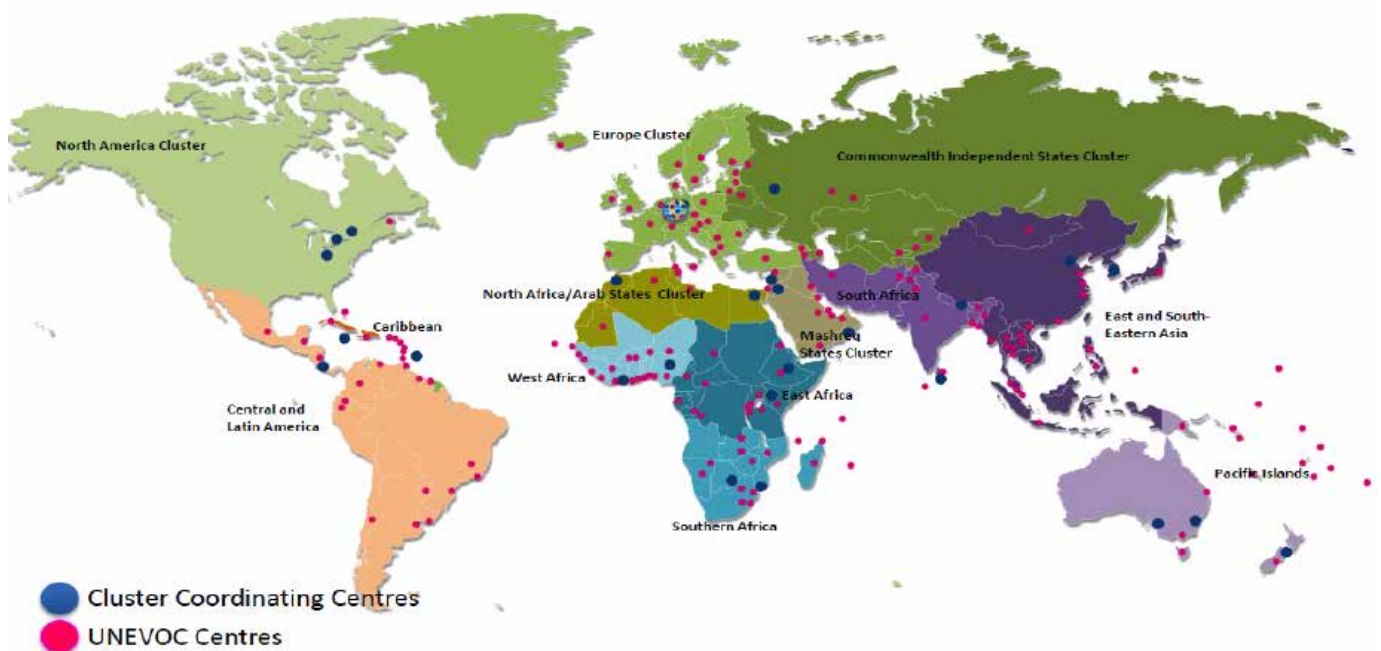 Europe Cluster
North America Cluster
Commonwealth Independent States Cluster
North Africa/Arab States Cluster
South Africa
Caribbean
East and South-
Eastern Asia
Mashreq
States Cluster
West Africa
East Africa
Central and
Latin America
Pacific Islands
Southern Africa
Cluster Coordinating Centres
UNEVOC Centres